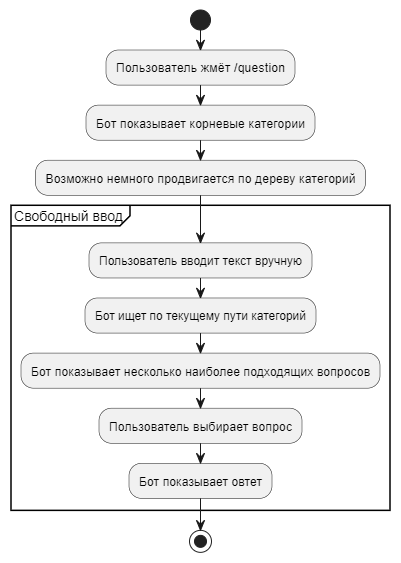 Пользователь жмёт /question
Бот показывает корневые категории
Возможно немного продвигается по дереву категорий
Свободный ввод
Пользователь вводит текст вручную
Бот ищет по текущему пути категорий
Бот показывает несколько наиболее подходящих вопросов
Пользователь выбирает вопрос
Бот показывает овтет